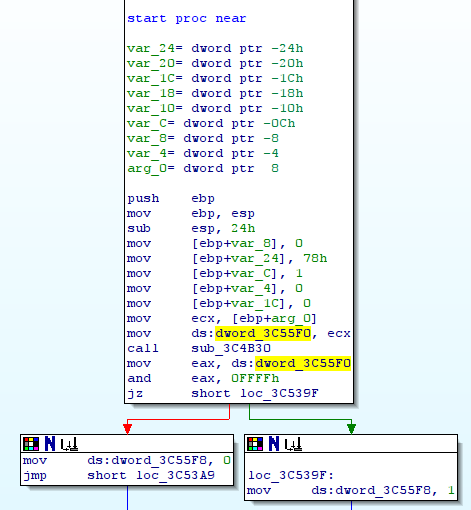 start proc near
var_24= dword ptr -24h
var_20= dword ptr -20h
var_1C= dword ptr -1Ch
var_18= dword ptr -18h
var_10= dword ptr -10h
var_C= dword ptr -0Ch
var_8= dword ptr -8
var_4= dword ptr -4
arg_0= dword ptr  8
push    ebp
mov     ebp, esp
sub     esp, 24h
mov     [ebp+var_8], 0
mov     [ebp+var_24], 78h
mov     [ebp+var_C], 1
mov     [ebp+var_4], 0
mov     [ebp+var_1C], 0
mov     ecx, [ebp+arg_0]
mov     ds:dword_3C55F0, ecx
call    sub_3C4B30
mov     eax, ds:dword_3C55F0
and     eax, 0FFFFh
jz      short loc_3C539F
mov     ds:dword_3C55F8, 0
jmp     short loc_3C53A9
loc_3C539F:
mov     ds:dword_3C55F8, 1